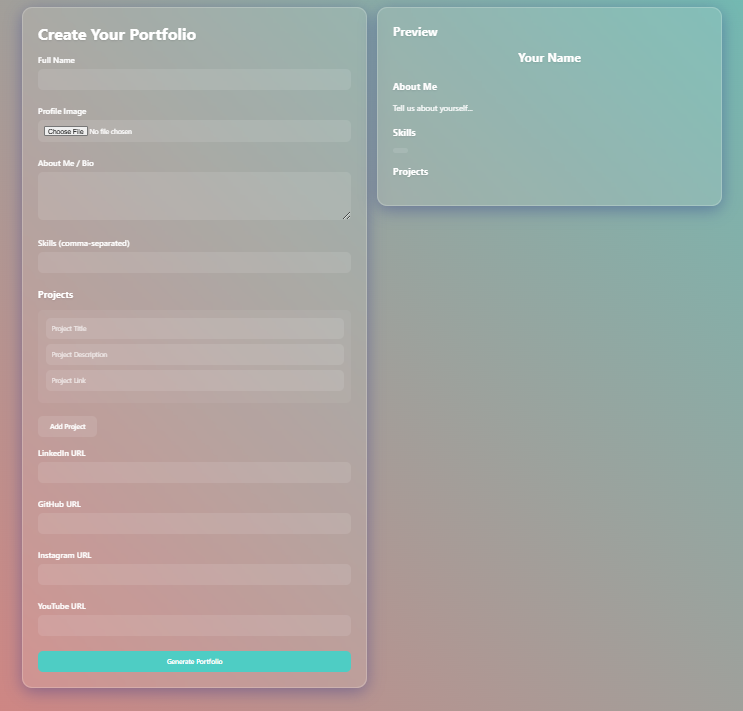 Create Your Portfolio
Full Name
Profile Image
Choose File No file chosen
About Me / Bio
Skills (comma-separated)
Projects
Project Title
Project Description
Project Link
Add Project
LinkedIn URL
GitHub URL
Instagram URL
YouTube URL
Generate Portfolio
Preview
Your Name
About Me
Tell us about yourself...
Skills
Projects